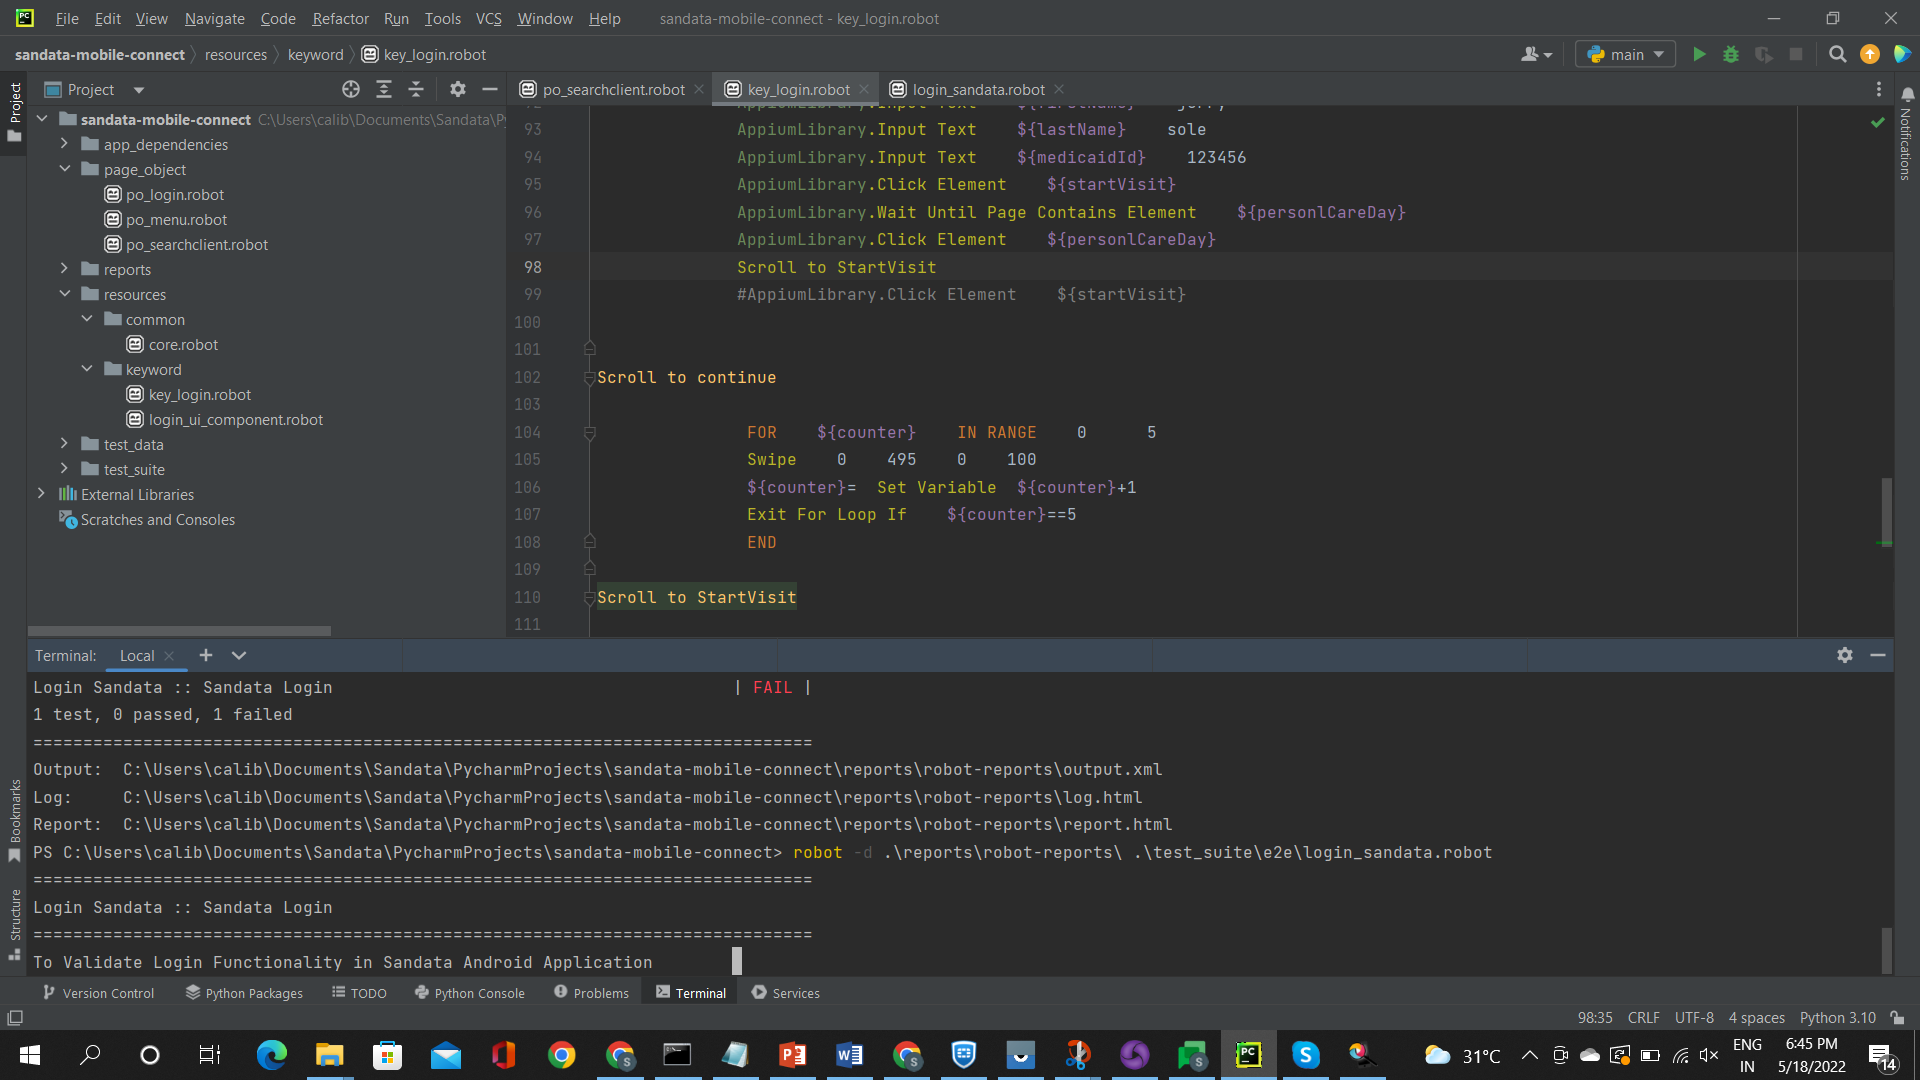 File Edit View Navigate Code Refactor Run Tools VCS Window Help sandata-mobile-connect - key_login.robot
sandata-mobile-connect resources keyword key_login.robot
main
Project
po_searchclient.robot key_login.robot login_sandata.robot
Project
Notifications
Bookmarks
Structure
sandata-mobile-connect C:\Users\calib\Documents\Sandata\Py
app_dependencies
page_object
po_login.robot
po_menu.robot
po_searchclient.robot
reports
resources
common
core.robot
keyword
key_login.robot
login_ui_component.robot
test_data
test_suite
External Libraries
Scratches and Consoles
92 AppiumLibrary.Input Text ${firstName} jerry
93 AppiumLibrary.Input Text ${lastName} sole
94 AppiumLibrary.Input Text ${medicaidId} 123456
95 AppiumLibrary.Click Element ${startVisit}
96 AppiumLibrary.Wait Until Page Contains Element ${personlCareDay}
97 AppiumLibrary.Click Element ${personlCareDay}
98 Scroll to StartVisit
99 #AppiumLibrary.Click Element ${startVisit}
100
101
102 Scroll to continue
103
104 FOR ${counter} IN RANGE 0 5
105 Swipe 0 495 0 100
106 ${counter}= Set Variable ${counter}+1
107 Exit For Loop If ${counter}==5
108 END
109
110 Scroll to StartVisit
111
Terminal: Local
Login Sandata :: Sandata Login | FAIL |
1 test, 0 passed, 1 failed
==============================================================================
Output: C:\Users\calib\Documents\Sandata\PycharmProjects\sandata-mobile-connect\reports\robot-reports\output.xml
Log: C:\Users\calib\Documents\Sandata\PycharmProjects\sandata-mobile-connect\reports\robot-reports\log.html
Report: C:\Users\calib\Documents\Sandata\PycharmProjects\sandata-mobile-connect\reports\robot-reports\report.html
PS C:\Users\calib\Documents\Sandata\PycharmProjects\sandata-mobile-connect> robot -d .\reports\robot-reports\ .\test_suite\e2e\login_sandata.robot
==============================================================================
Login Sandata :: Sandata Login
==============================================================================
To Validate Login Functionality in Sandata Android Application
Version Control Python Packages TODO Python Console Problems Terminal Services
98:35 CRLF UTF-8 4 spaces Python 3.10
31°C ENG 6:45 PM
IN 5/18/2022 14